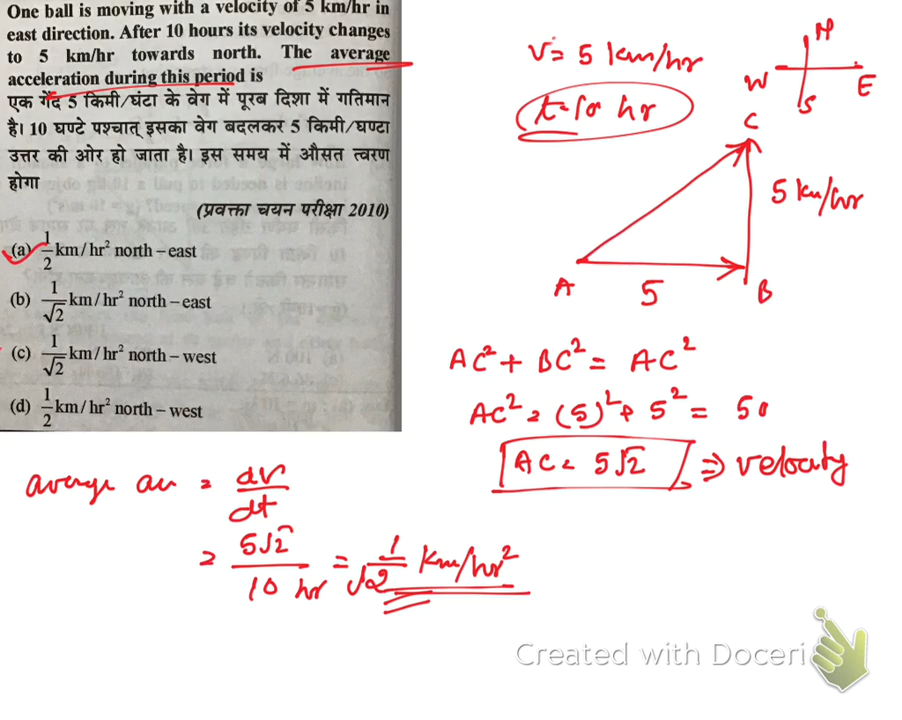 One ball is moving with a velocity of 5 km/hr in
east direction. After 10 hours its velocity changes
to 5 km/hr towards north. The average
acceleration during this period is
एक गेंद 5 किमी/घंटा के वेग में पूरब दिशा में गतिमान
है। 10 घण्टे पश्चात् इसका वेग बदलकर 5 किमी/घण्टा
उत्तर की ओर हो जाता है। इस समय में औसत त्वरण
होगा
(प्रवक्ता चयन परीक्षा 2010)
(a) 1/2 km/hr² north – east
(b) 1/√2 km/hr² north – east
(c) 1/√2 km/hr² north – west
(d) 1/2 km/hr² north – west
V = 5 km/hr
t = 10 hr
N
W E
S
C
5 km/hr
A 5 B
AC² + BC² = AC²
AC² = (5)² + 5² = 50
AC = 5√2 ⇒ velocity
average acc = dv/dt
= 5√2/10 hr = 1/√2 km/hr²
Created with Doceri